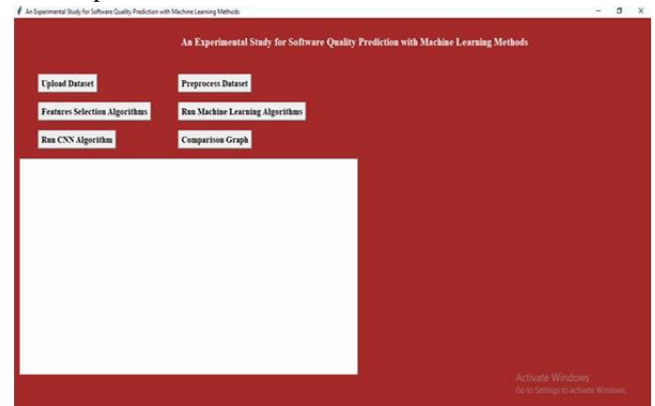 An Experimental Study for Software Quality Prediction with Machine Learning Methods
An Experimental Study for Software Quality Prediction with Machine Learning Methods
Upload Dataset Preprocess Dataset
Features Selection Algorithms Run Machine Learning Algorithms
Run CNN Algorithm Comparison Graph
Activate Windows
Go to Settings to activate Windows.